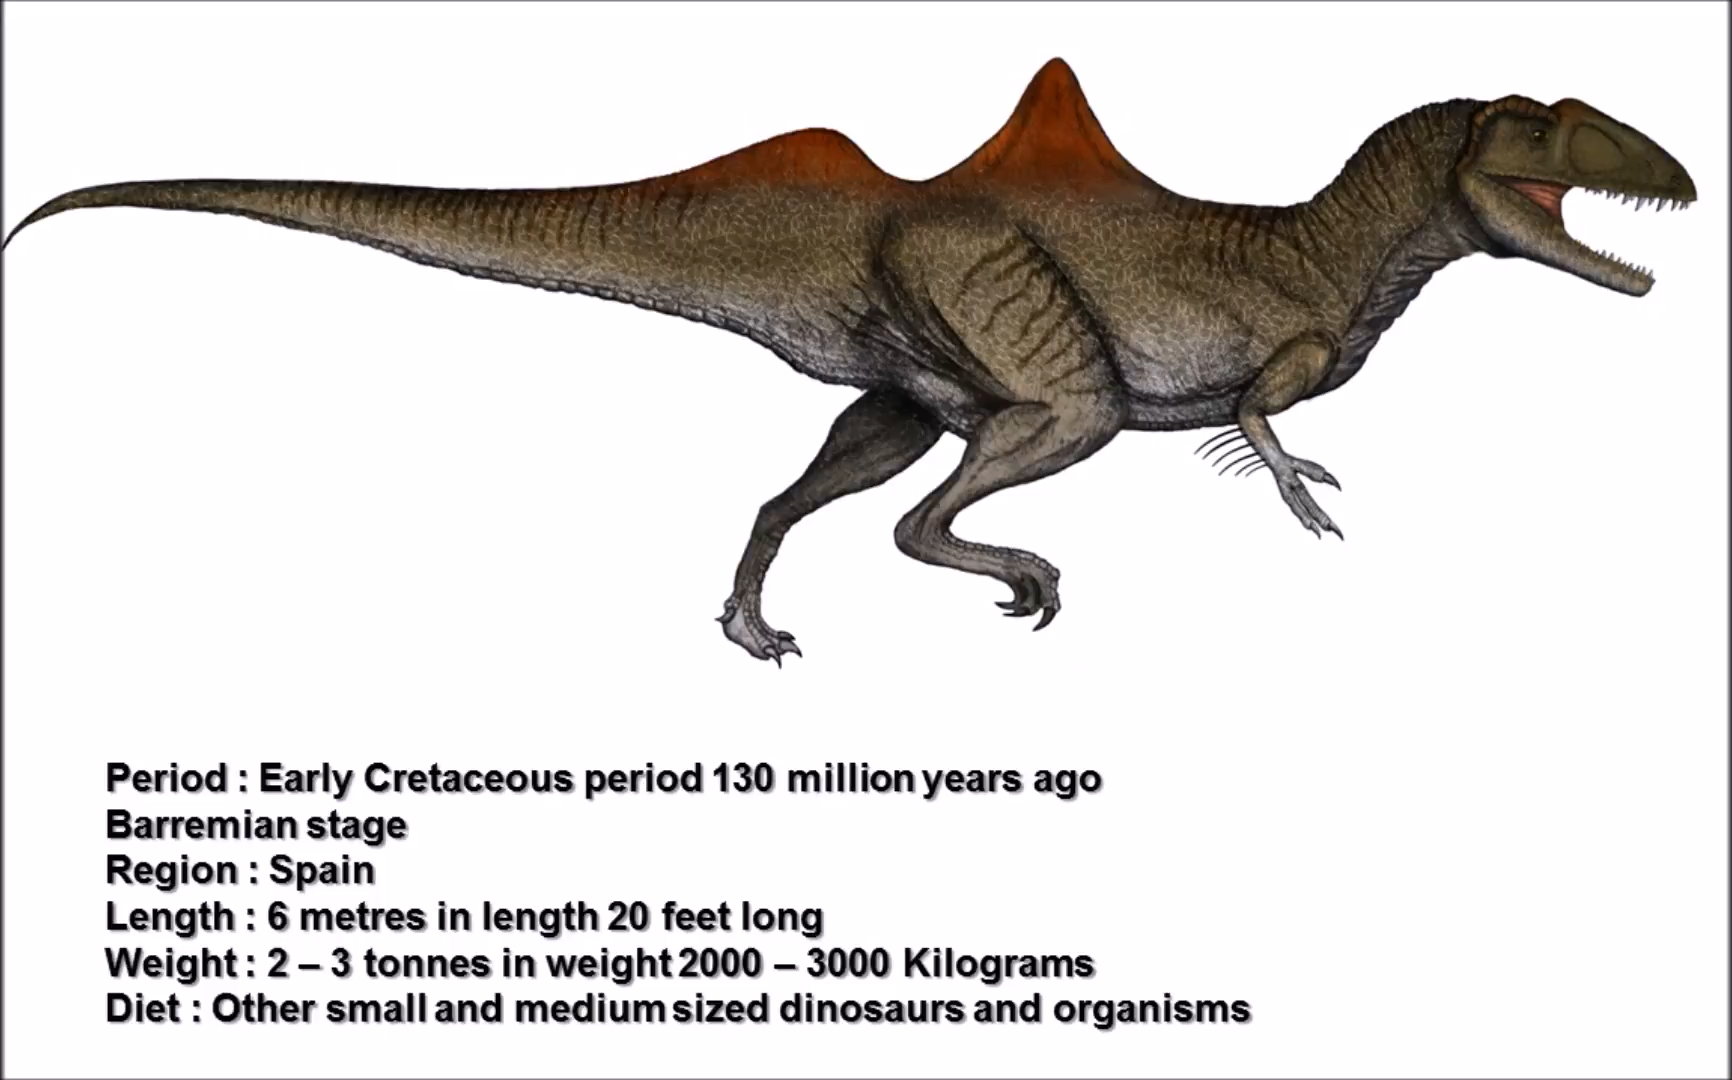 Period : Early Cretaceous period 130 million years ago
Barremian stage
Region : Spain
Length : 6 metres in length 20 feet long
Weight : 2 – 3 tonnes in weight 2000 – 3000 Kilograms
Diet : Other small and medium sized dinosaurs and organisms